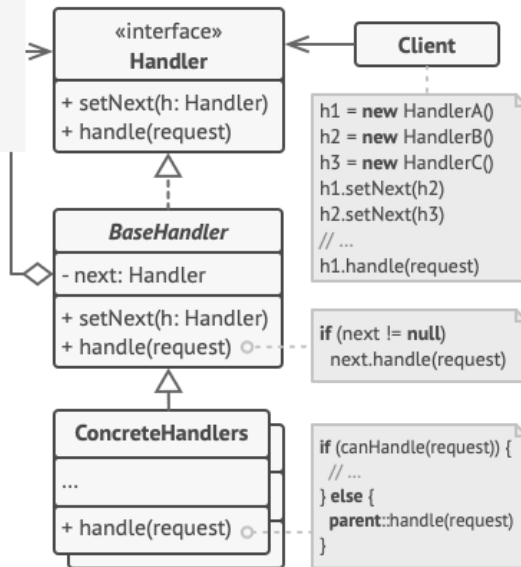 «interface»
Handler
+ setNext(h: Handler)
+ handle(request)
Client
h1 = new HandlerA()
h2 = new HandlerB()
h3 = new HandlerC()
h1.setNext(h2)
h2.setNext(h3)
// ...
h1.handle(request)
BaseHandler
- next: Handler
+ setNext(h: Handler)
+ handle(request)
if (next != null)
next.handle(request)
ConcreteHandlers
...
+ handle(request)
if (canHandle(request)) {
// ...
} else {
parent::handle(request)
}